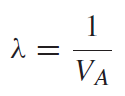 λ = 1/V_A